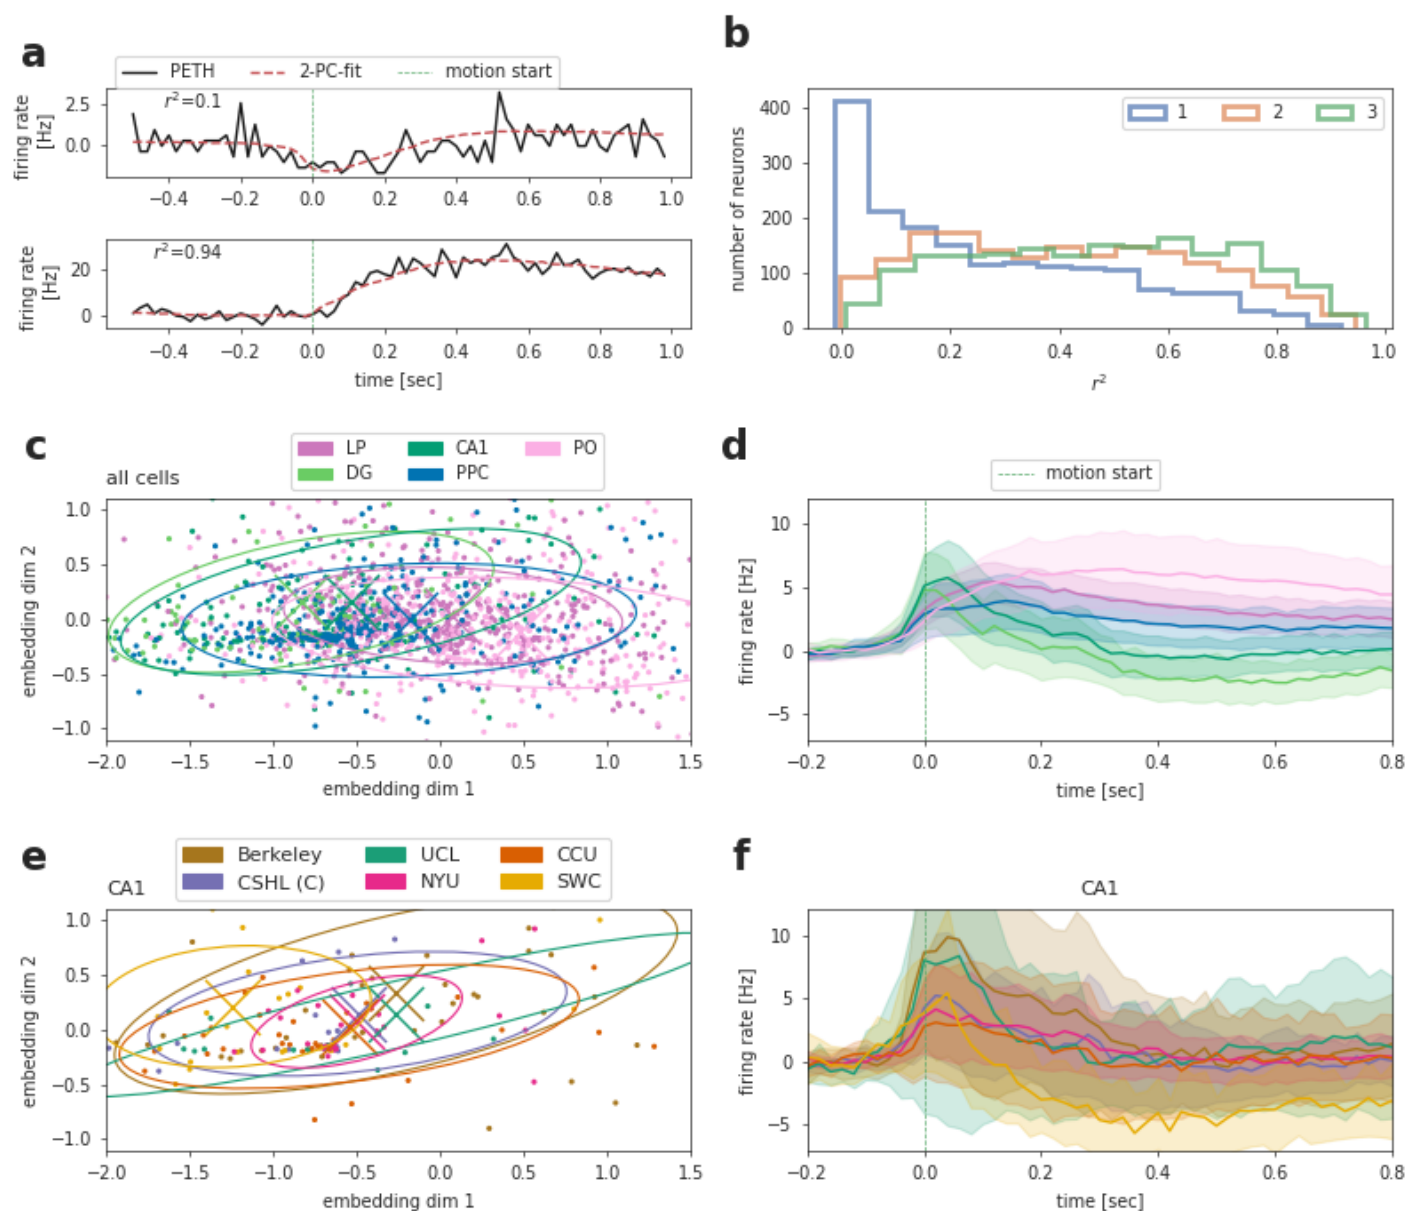 a
PETH 2-PC-fit motion start
r²=0.1
firing rate
[Hz]
2.5
0.0
−0.4 −0.2 0.0 0.2 0.4 0.6 0.8 1.0
r²=0.94
firing rate
[Hz]
20
0
−0.4 −0.2 0.0 0.2 0.4 0.6 0.8 1.0
time [sec]
b
1 2 3
number of neurons
400
300
200
100
0
0.0 0.2 0.4 0.6 0.8 1.0
r²
c
LP CA1 PO
DG PPC
all cells
embedding dim 2
1.0
0.5
0.0
−0.5
−1.0
−2.0 −1.5 −1.0 −0.5 0.0 0.5 1.0 1.5
embedding dim 1
d
motion start
firing rate [Hz]
10
5
0
−5
−0.2 0.0 0.2 0.4 0.6 0.8
time [sec]
e
Berkeley UCL CCU
CSHL (C) NYU SWC
CA1
embedding dim 2
1.0
0.5
0.0
−0.5
−1.0
−2.0 −1.5 −1.0 −0.5 0.0 0.5 1.0 1.5
embedding dim 1
f
CA1
firing rate [Hz]
10
5
0
−5
−0.2 0.0 0.2 0.4 0.6 0.8
time [sec]